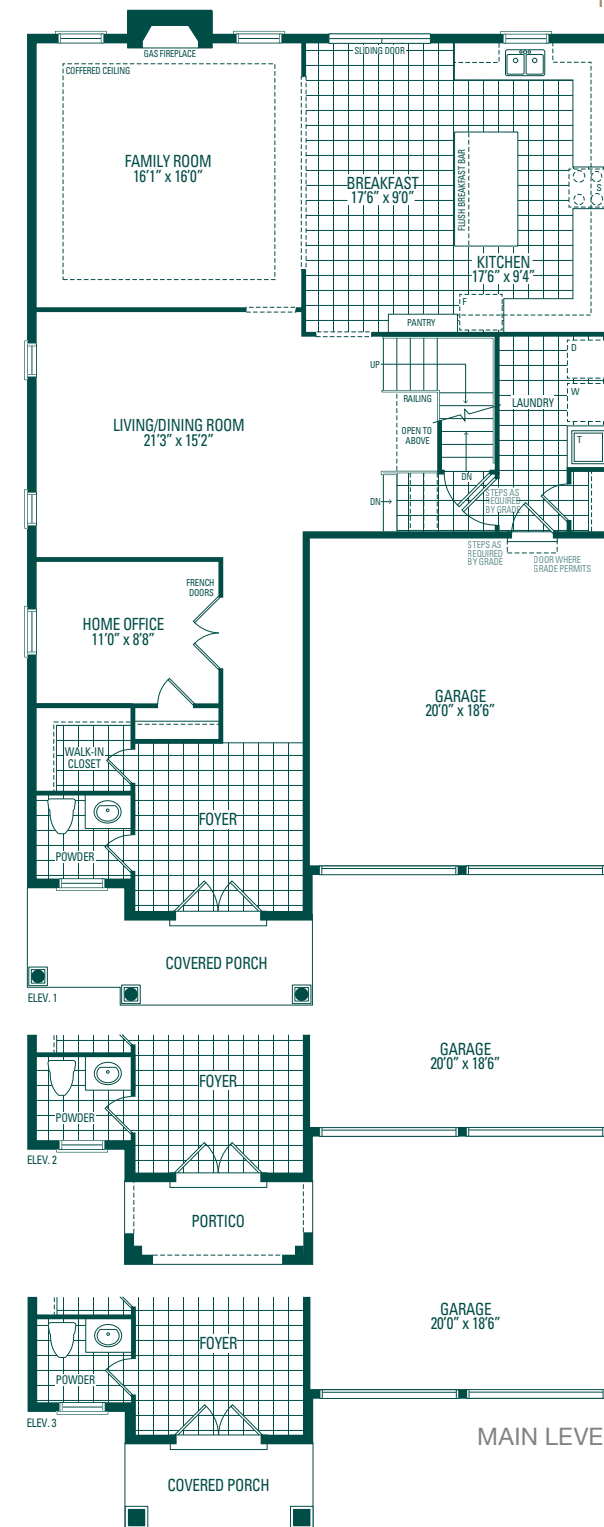 GAS FIREPLACE
SLIDING DOOR
COFFERED CEILING
FAMILY ROOM
16'1" x 16'0"
BREAKFAST
17'6" x 9'0"
FLUSH BREAKFAST BAR
S
KITCHEN
17'6" x 9'4"
F
PANTRY
UP
D
W
RAILING
LAUNDRY
OPEN TO
ABOVE
T
LIVING/DINING ROOM
21'3" x 15'2"
DN
DN
STEPS AS
REQUIRED
BY GRADE
STEPS AS
REQUIRED
BY GRADE
DOOR WHERE
GRADE PERMITS
FRENCH
DOORS
HOME OFFICE
11'0" x 8'8"
GARAGE
20'0" x 18'6"
WALK-IN
CLOSET
FOYER
POWDER
COVERED PORCH
ELEV. 1
GARAGE
20'0" x 18'6"
FOYER
POWDER
ELEV. 2
PORTICO
GARAGE
20'0" x 18'6"
FOYER
POWDER
ELEV. 3
MAIN LEVE
COVERED PORCH